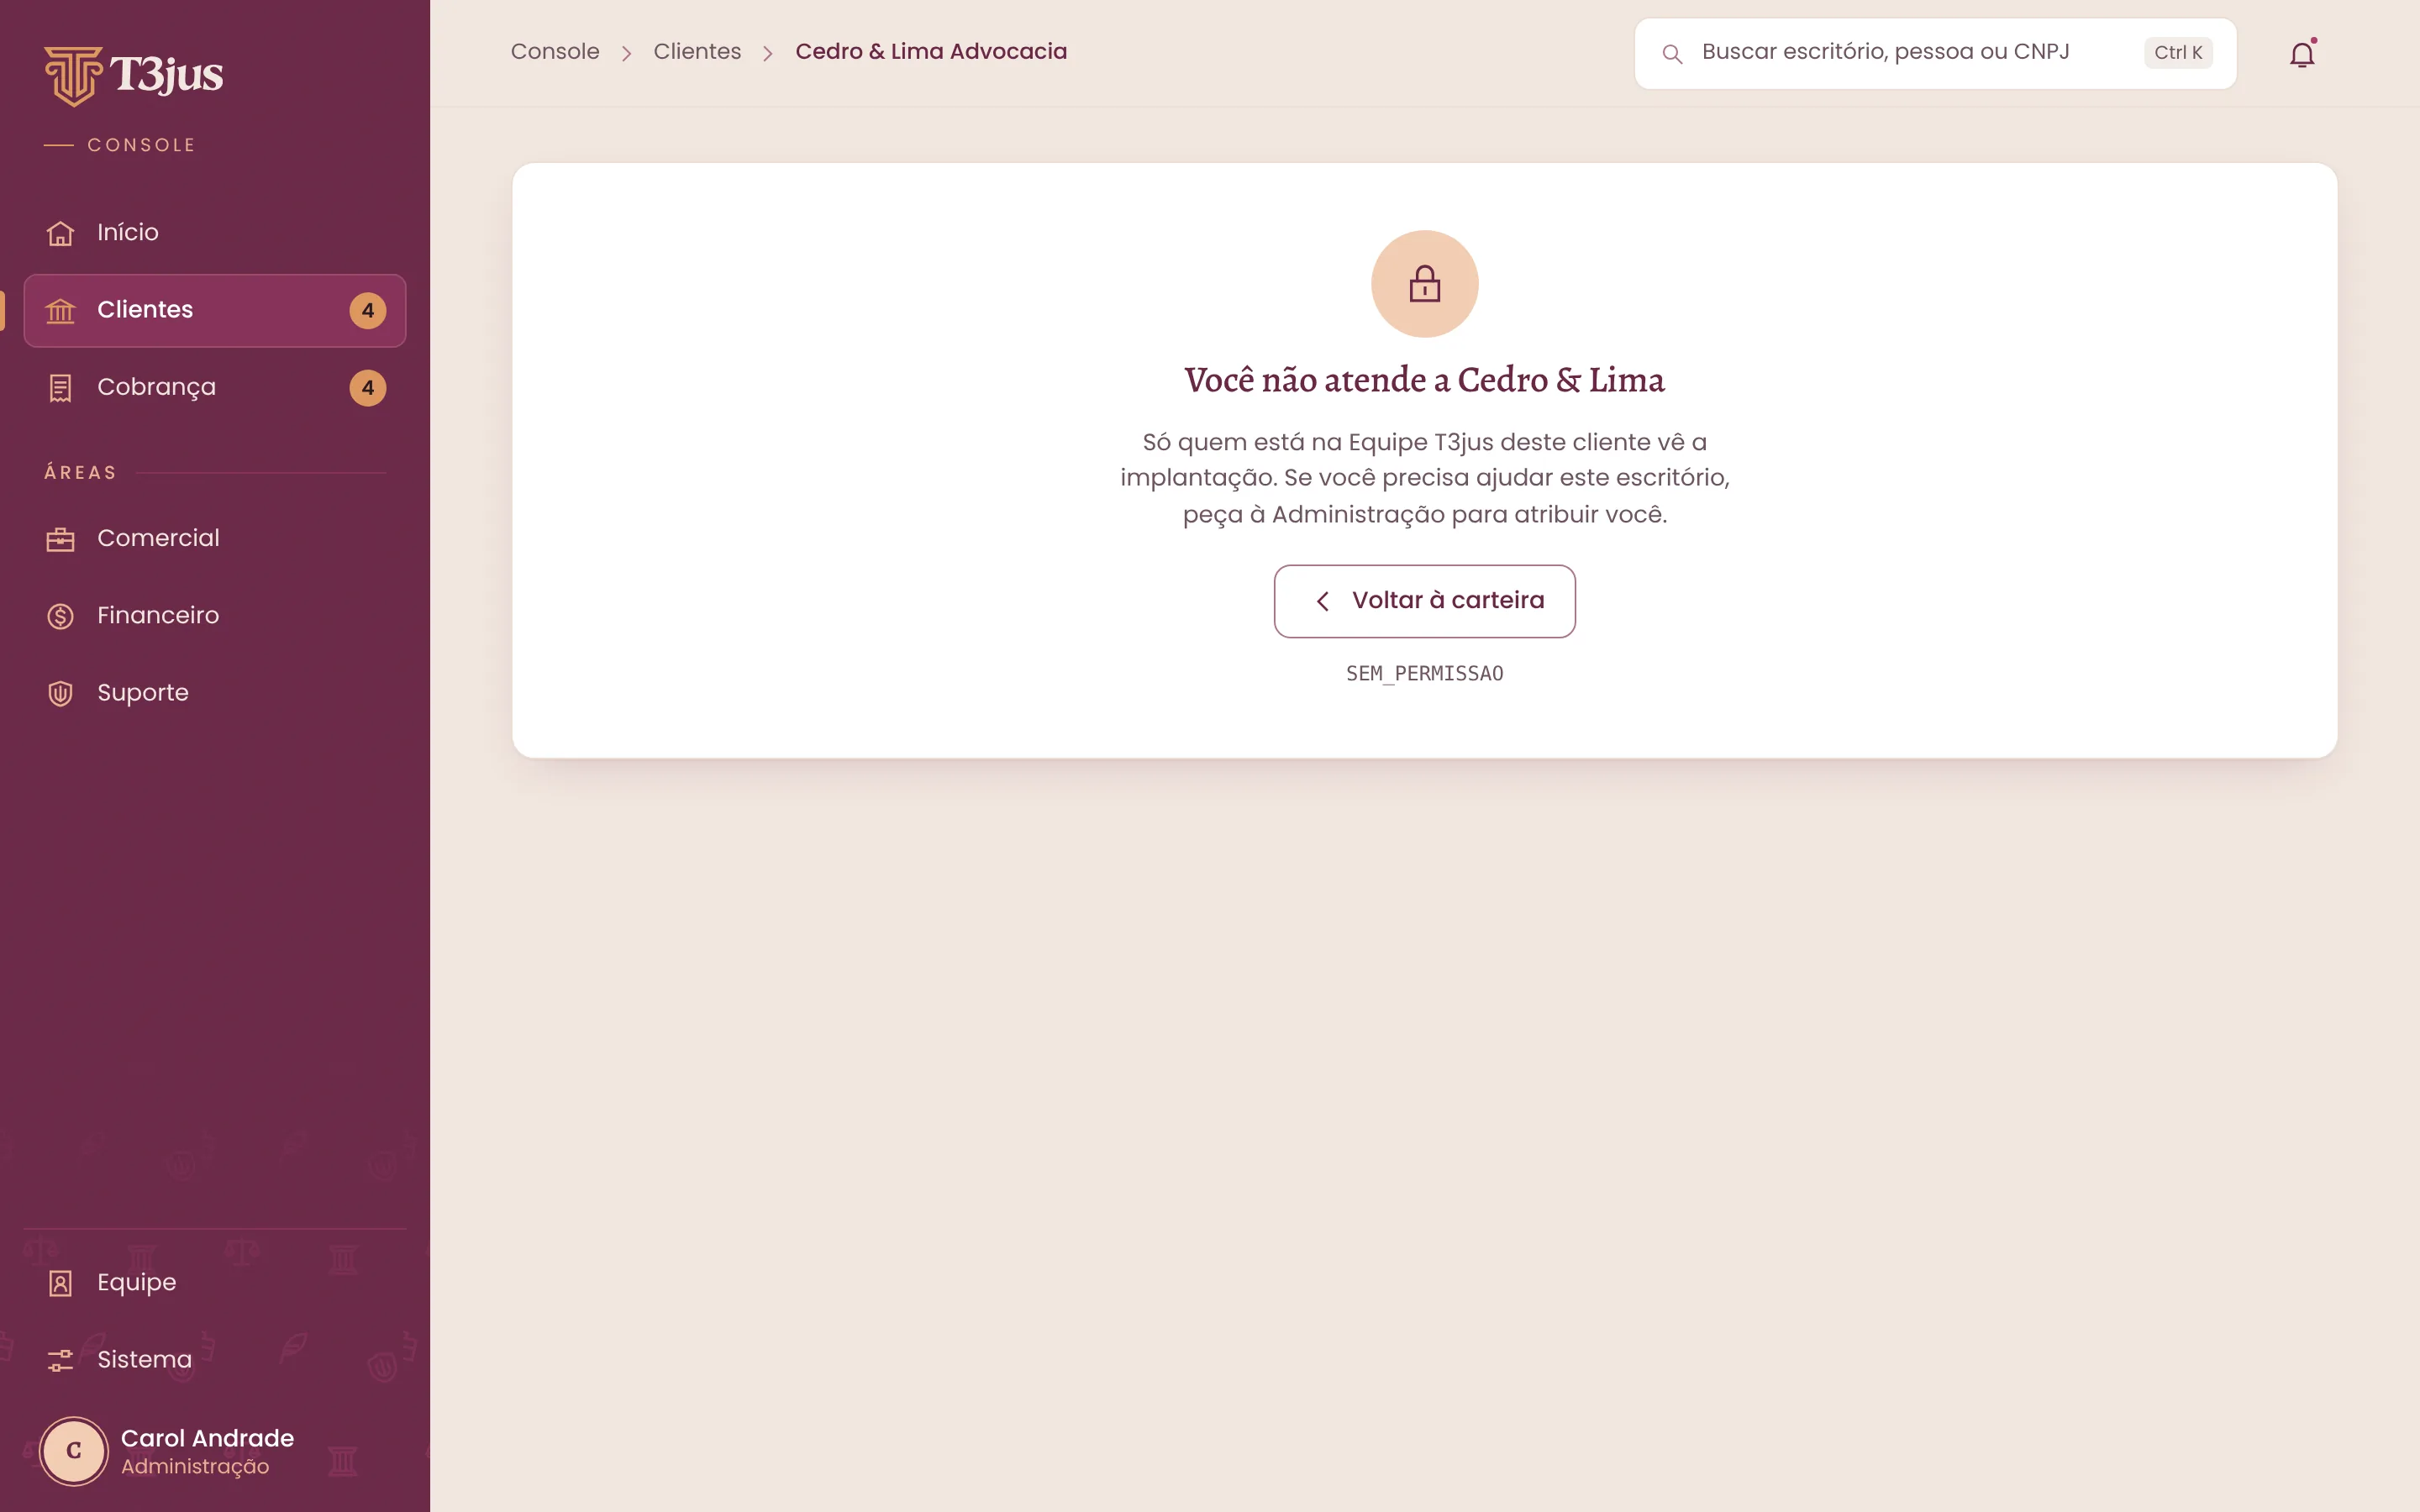 T3jus
CONSOLE
Início
Clientes 4
Cobrança 4
ÁREAS
Comercial
Financeiro
Suporte
Equipe
Sistema
C
Carol Andrade
Administração
Console > Clientes > Cedro & Lima Advocacia
Buscar escritório, pessoa ou CNPJ Ctrl K
Você não atende a Cedro & Lima
Só quem está na Equipe T3jus deste cliente vê a
implantação. Se você precisa ajudar este escritório,
peça à Administração para atribuir você.
Voltar à carteira
SEM_PERMISSAO